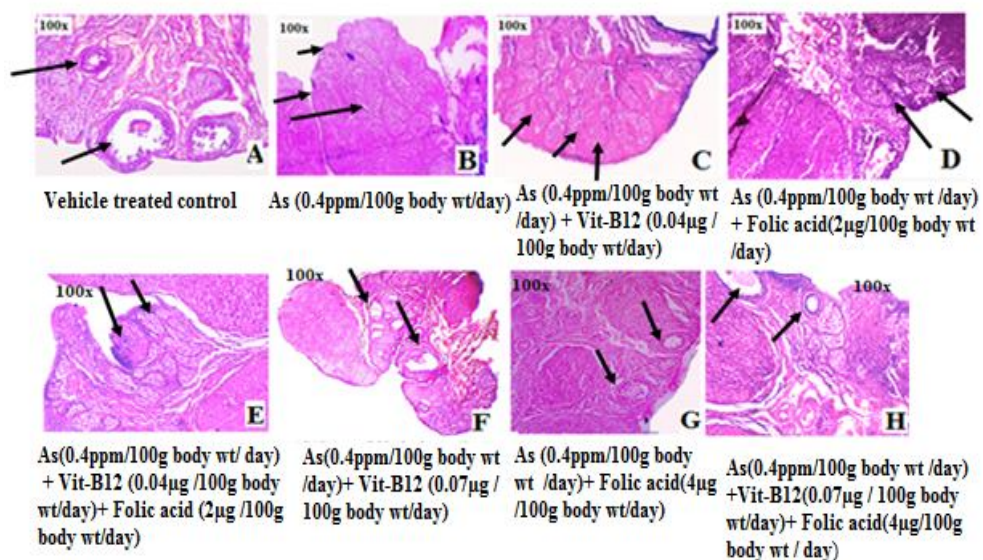 100x
A
100x
B
100x
C
100x
D
Vehicle treated control
As (0.4ppm/100g body wt/day)
As (0.4ppm/100g body wt
/day) + Vit-B12 (0.04µg /
100g body wt/day)
As (0.4ppm/100g body wt /day)
+ Folic acid(2µg/100g body wt
/day)
100x
E
100x
F
100x
G
100x
H
As(0.4ppm/100g body wt/ day)
+ Vit-B12 (0.04µg /100g body
wt/day)+ Folic acid (2µg /100g
body wt/day)
As(0.4ppm/100g body wt
/day)+ Vit-B12 (0.07µg /
100g body wt/day)
As (0.4ppm/100g body
wt /day)+ Folic acid(4µg
/100g body wt/day)
As(0.4ppm/100g body wt /day)
+Vit-B12(0.07µg / 100g body
wt/day)+ Folic acid(4µg/100g
body wt / day)